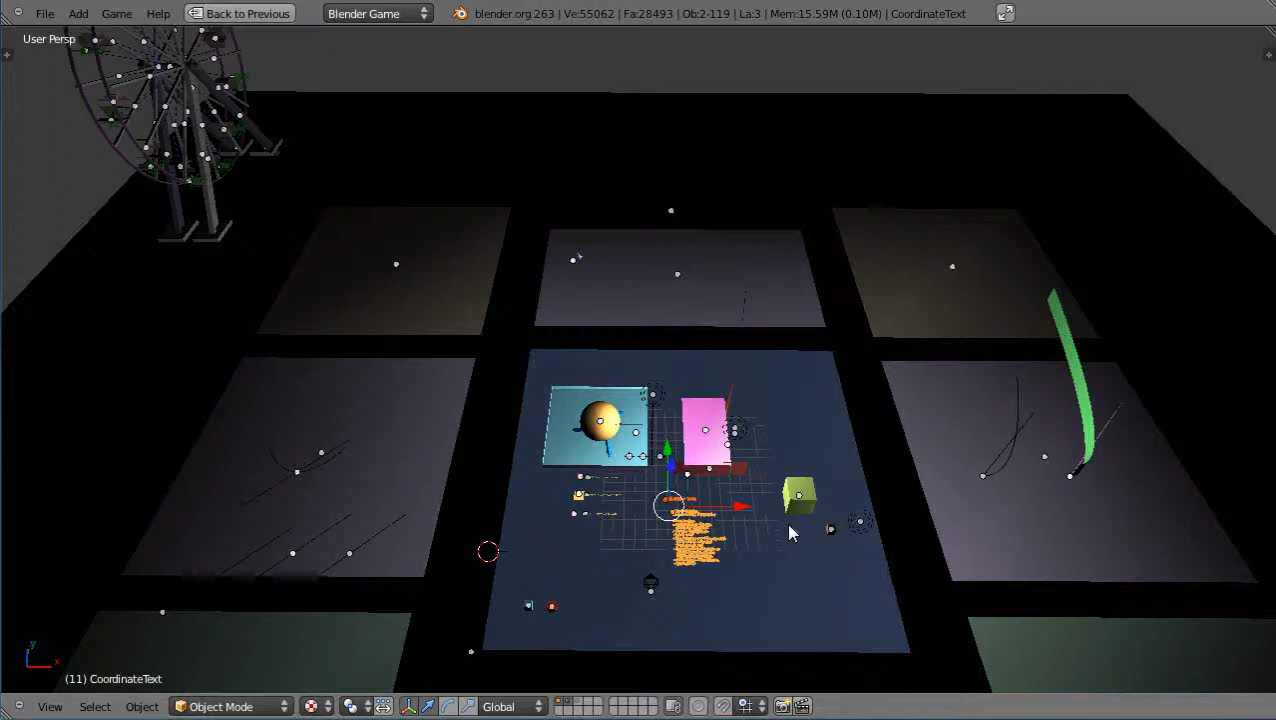 File Add Game Help Back to Previous Blender Game blender.org 263 | Ve:55062 | Fa:28493 | Ob:2-119 | La:3 | Mem:15.59M (0.10M) | CoordinateText
User Persp
y
x
(11) CoordinateText
View Select Object Object Mode Global